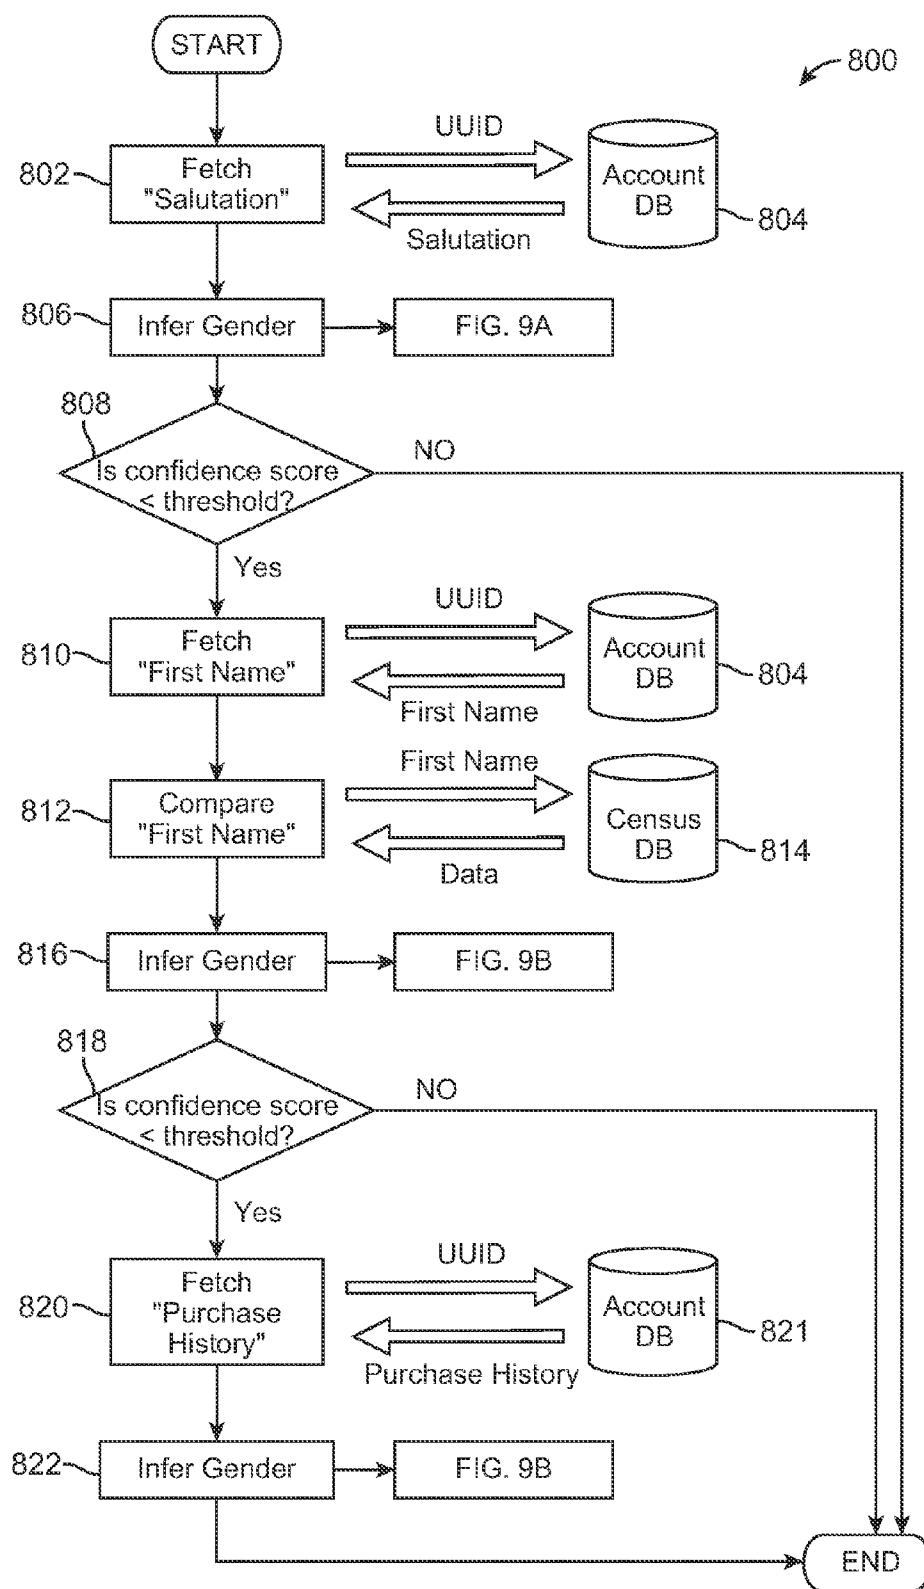 START
800
UUID
802
Fetch
"Salutation"
Account
DB
804
Salutation
806
Infer Gender
FIG. 9A
808
NO
Is confidence score
< threshold?
Yes
UUID
810
Fetch
"First Name"
Account
DB
804
First Name
First Name
812
Compare
"First Name"
Census
DB
814
Data
816
Infer Gender
FIG. 9B
818
NO
Is confidence score
< threshold?
Yes
UUID
820
Fetch
"Purchase
History"
Account
DB
821
Purchase History
822
Infer Gender
FIG. 9B
END